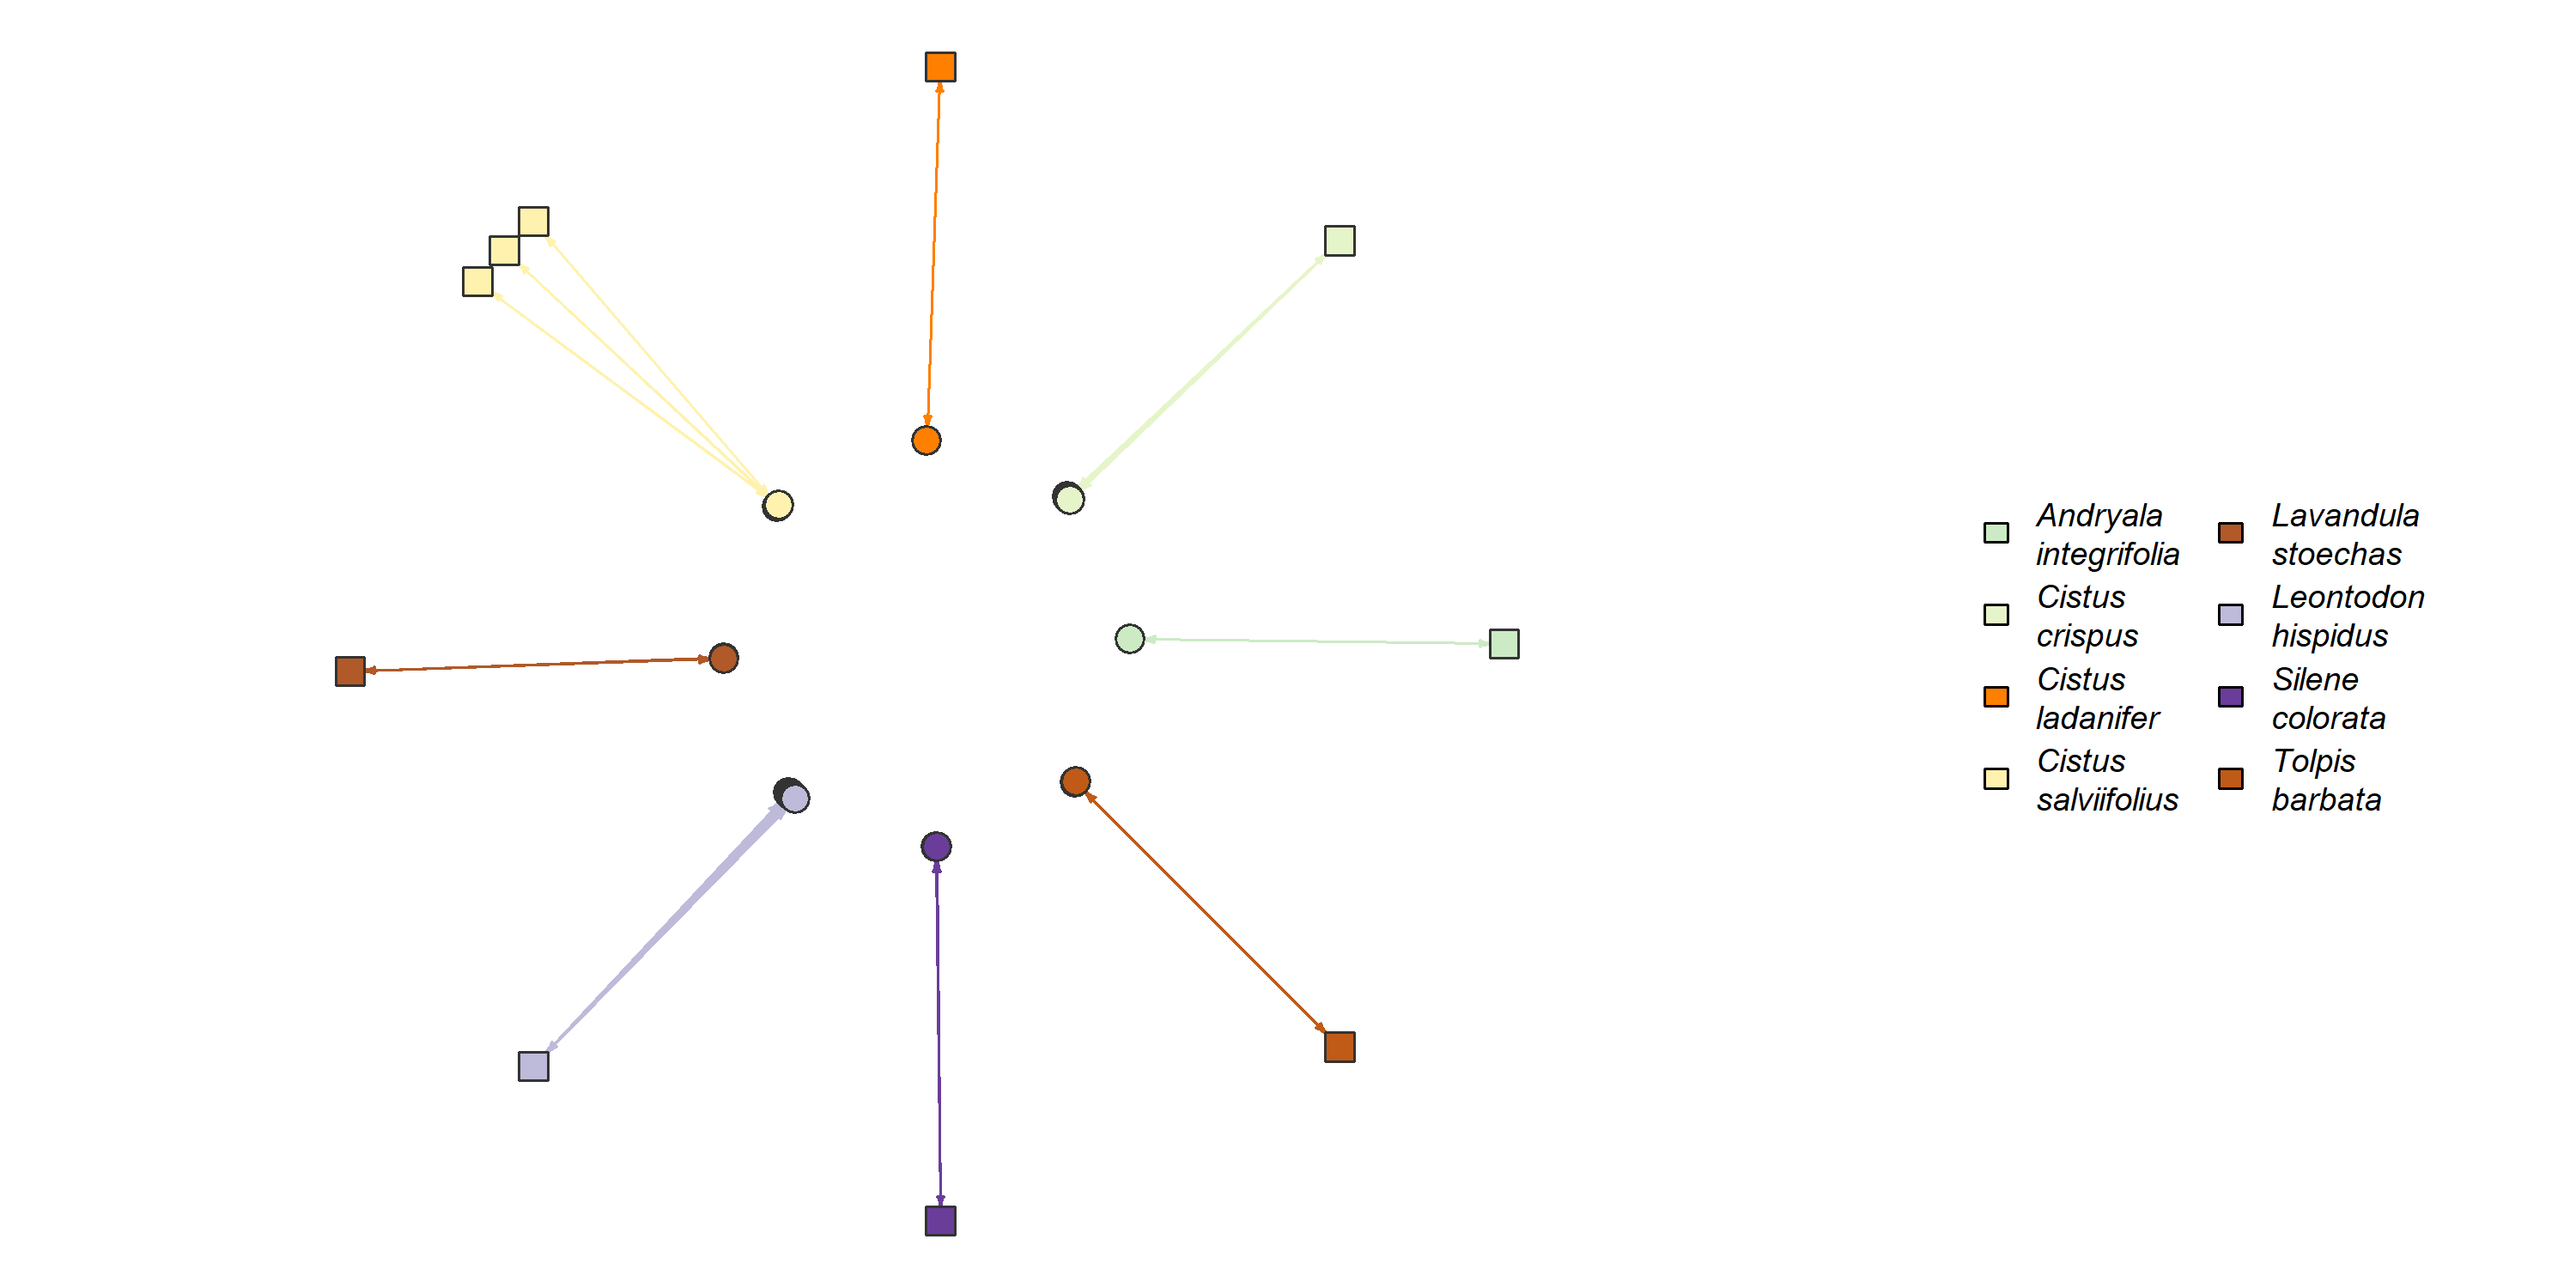 Andryala
integrifolia
Cistus
crispus
Cistus
ladanifer
Cistus
salviifolius
Lavandula
stoechas
Leontodon
hispidus
Silene
colorata
Tolpis
barbata